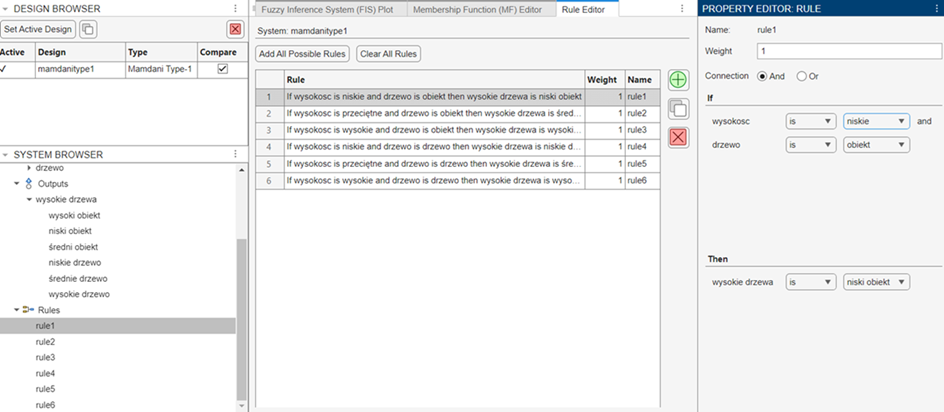 DESIGN BROWSER
Set Active Design
Active Design Type Compare
mamdanitype1 Mamdani Type-1
SYSTEM BROWSER
drzewo
Outputs
wysokie drzewa
wysoki obiekt
niski obiekt
średni obiekt
niskie drzewo
średnie drzewo
wysokie drzewo
Rules
rule1
rule2
rule3
rule4
rule5
rule6
Fuzzy Inference System (FIS) Plot Membership Function (MF) Editor Rule Editor
System: mamdanitype1
Add All Possible Rules Clear All Rules
Rule Weight Name
1 If wysokosc is niskie and drzewo is obiekt then wysokie drzewa is niski obiekt 1 rule1
2 If wysokosc is przeciętne and drzewo is obiekt then wysokie drzewa is śred... 1 rule2
3 If wysokosc is wysokie and drzewo is obiekt then wysokie drzewa is wysoki... 1 rule3
4 If wysokosc is niskie and drzewo is drzewo then wysokie drzewa is niskie d... 1 rule4
5 If wysokosc is przeciętne and drzewo is drzewo then wysokie drzewa is śre... 1 rule5
6 If wysokosc is wysokie and drzewo is drzewo then wysokie drzewa is wyso... 1 rule6
PROPERTY EDITOR: RULE
Name: rule1
Weight 1
Connection And Or
If
wysokosc is niskie and
drzewo is obiekt
Then
wysokie drzewa is niski obiekt